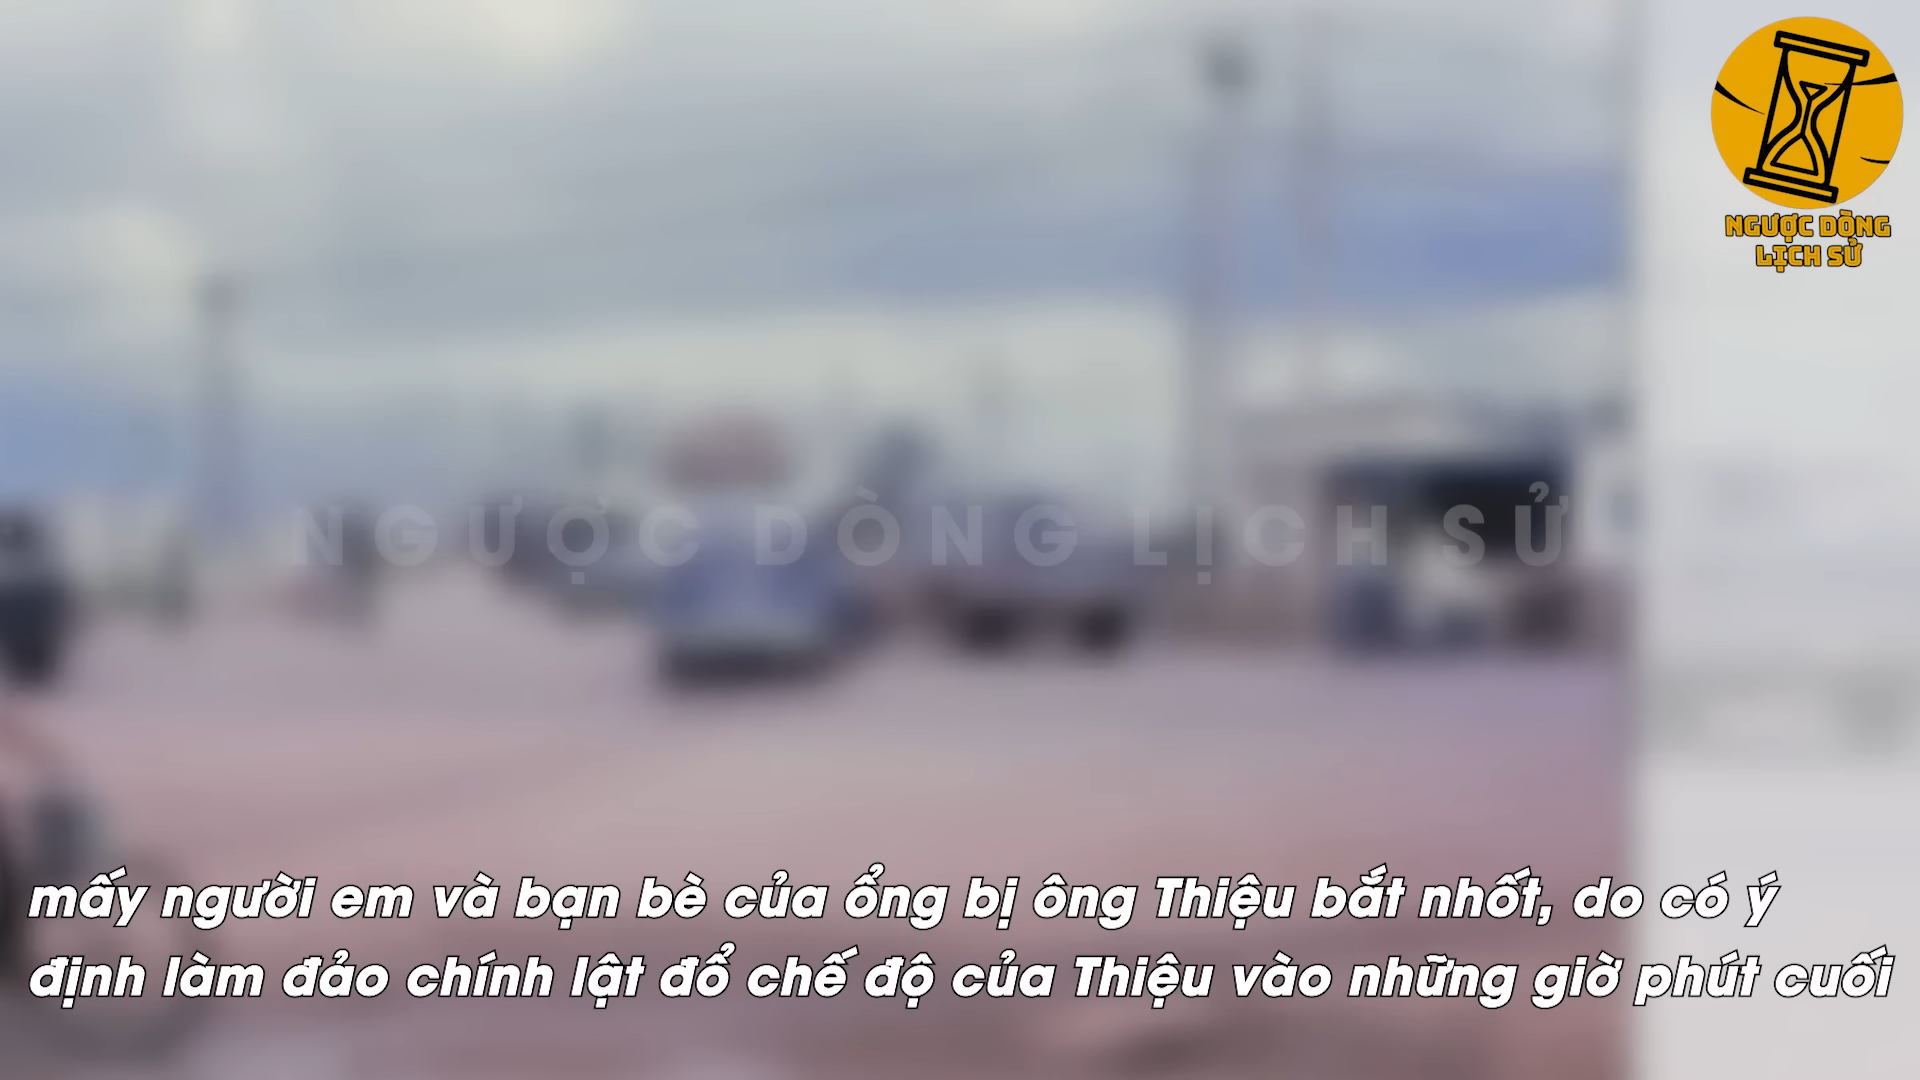 NGƯỢC DÒNG
LỊCH SỬ
NGƯỢC DÒNG LỊCH SỬ
mấy người em và bạn bè của ổng bị ông Thiệu bắt nhốt, do có ý
định làm đảo chính lật đổ chế độ của Thiệu vào những giờ phút cuối